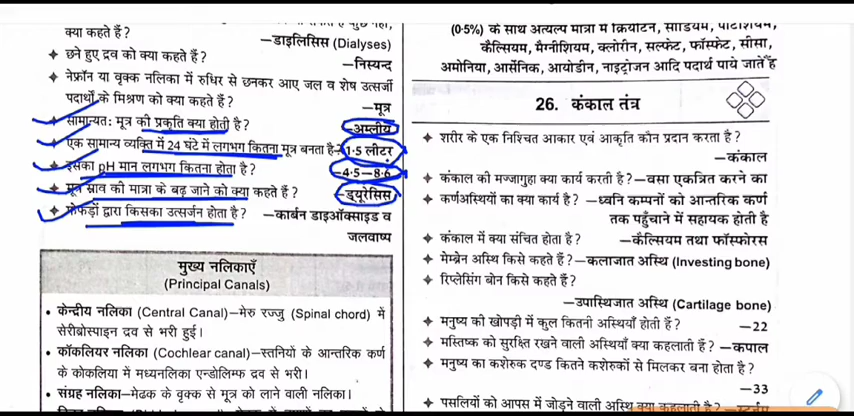 क्या कहते हैं?
—डाइलिसिस (Dialyses)
✦ छने हुए द्रव को क्या कहते हैं?
—निस्यन्द
✦ नेफ्रॉन या वृक्क नलिका में रुधिर से छनकर आए जल व शेष उत्सर्जी
पदार्थों के मिश्रण को क्या कहते हैं?
—मूत्र
✦ सामान्यत: मूत्र की प्रकृति क्या होती है?
—अम्लीय
✦ एक सामान्य व्यक्ति में 24 घंटे में लगभग कितना मूत्र बनता है?—1·5 लीटर
✦ इसका pH मान लगभग कितना होता है?
—4·5—8·6
✦ मूत्र स्राव की मात्रा के बढ़ जाने को क्या कहते हैं?
—ड्यूरेसिस
✦ फेफड़ों द्वारा किसका उत्सर्जन होता है? —कार्बन डाइऑक्साइड व
जलवाष्प
मुख्य नलिकाएँ
(Principal Canals)
• केन्द्रीय नलिका (Central Canal)—मेरु रज्जु (Spinal chord) में
सेरीब्रोस्पाइन द्रव से भरी हुई।
• कॉकलियर नलिका (Cochlear canal)—स्तनियों के आन्तरिक कर्ण
के कोकलिया में मध्यनलिका एन्डोलिम्फ द्रव से भरी।
• संग्रह नलिका—मेढक के वृक्क से मूत्र को लाने वाली नलिका।
(0·5%) के साथ अत्यल्प मात्रा में क्रियेटिन, सोडियम, पोटैशियम,
कैल्सियम, मैग्नीशियम, क्लोरीन, सल्फेट, फॉस्फेट, सीसा,
अमोनिया, आर्सेनिक, आयोडीन, नाइट्रोजन आदि पदार्थ पाये जाते हैं
26. कंकाल तंत्र
✦ शरीर के एक निश्चित आकार एवं आकृति कौन प्रदान करता है?
—कंकाल
✦ कंकाल की मज्जागुहा क्या कार्य करती है?—वसा एकत्रित करने का
✦ कर्णअस्थियों का क्या कार्य है? —ध्वनि कम्पनों को आन्तरिक कर्ण
तक पहुँचाने में सहायक होती है
✦ कंकाल में क्या संचित होता है? —कैल्सियम तथा फॉस्फोरस
✦ मेम्ब्रेन अस्थि किसे कहते हैं?—कलाजात अस्थि (Investing bone)
✦ रिप्लेसिंग बोन किसे कहते हैं?
—उपास्थिजात अस्थि (Cartilage bone)
✦ मनुष्य की खोपड़ी में कुल कितनी अस्थियाँ होती हैं? —22
✦ मस्तिष्क को सुरक्षित रखने वाली अस्थियाँ क्या कहलाती हैं? —कपाल
✦ मनुष्य का कशेरुक दण्ड कितने कशेरुकों से मिलकर बना होता है?
—33
✦ पसलियों को आपस में जोड़ने वाली अस्थि क्या कहलाती है? —स्टर्नम